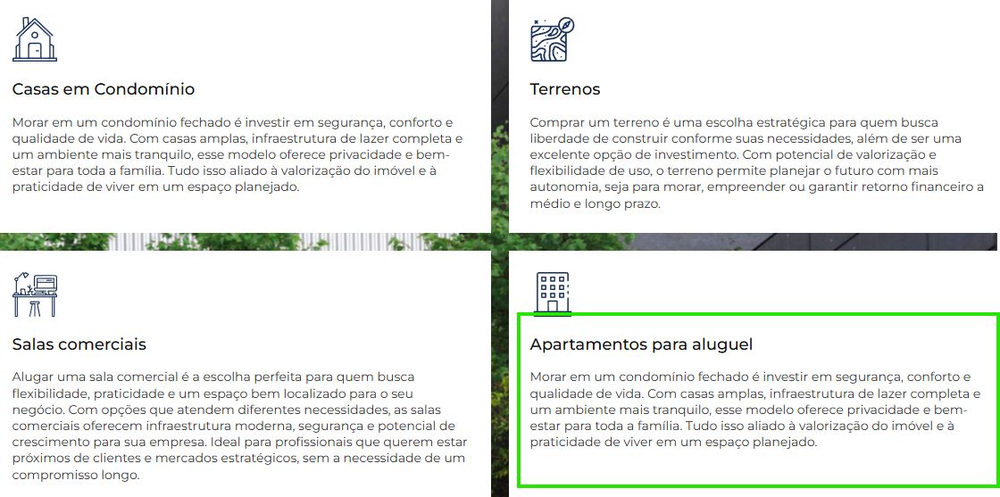 Casas em Condomínio
Morar em um condomínio fechado é investir em segurança, conforto e
qualidade de vida. Com casas amplas, infraestrutura de lazer completa e
um ambiente mais tranquilo, esse modelo oferece privacidade e bem-
estar para toda a família. Tudo isso aliado à valorização do imóvel e à
praticidade de viver em um espaço planejado.
Terrenos
Comprar um terreno é uma escolha estratégica para quem busca
liberdade de construir conforme suas necessidades, além de ser uma
excelente opção de investimento. Com potencial de valorização e
flexibilidade de uso, o terreno permite planejar o futuro com mais
autonomia, seja para morar, empreender ou garantir retorno financeiro a
médio e longo prazo.
Salas comerciais
Alugar uma sala comercial é a escolha perfeita para quem busca
flexibilidade, praticidade e um espaço bem localizado para o seu
negócio. Com opções que atendem diferentes necessidades, as salas
comerciais oferecem infraestrutura moderna, segurança e potencial de
crescimento para sua empresa. Ideal para profissionais que querem estar
próximos de clientes e mercados estratégicos, sem a necessidade de um
compromisso longo.
Apartamentos para aluguel
Morar em um condomínio fechado é investir em segurança, conforto e
qualidade de vida. Com casas amplas, infraestrutura de lazer completa e
um ambiente mais tranquilo, esse modelo oferece privacidade e bem-
estar para toda a família. Tudo isso aliado à valorização do imóvel e à
praticidade de viver em um espaço planejado.